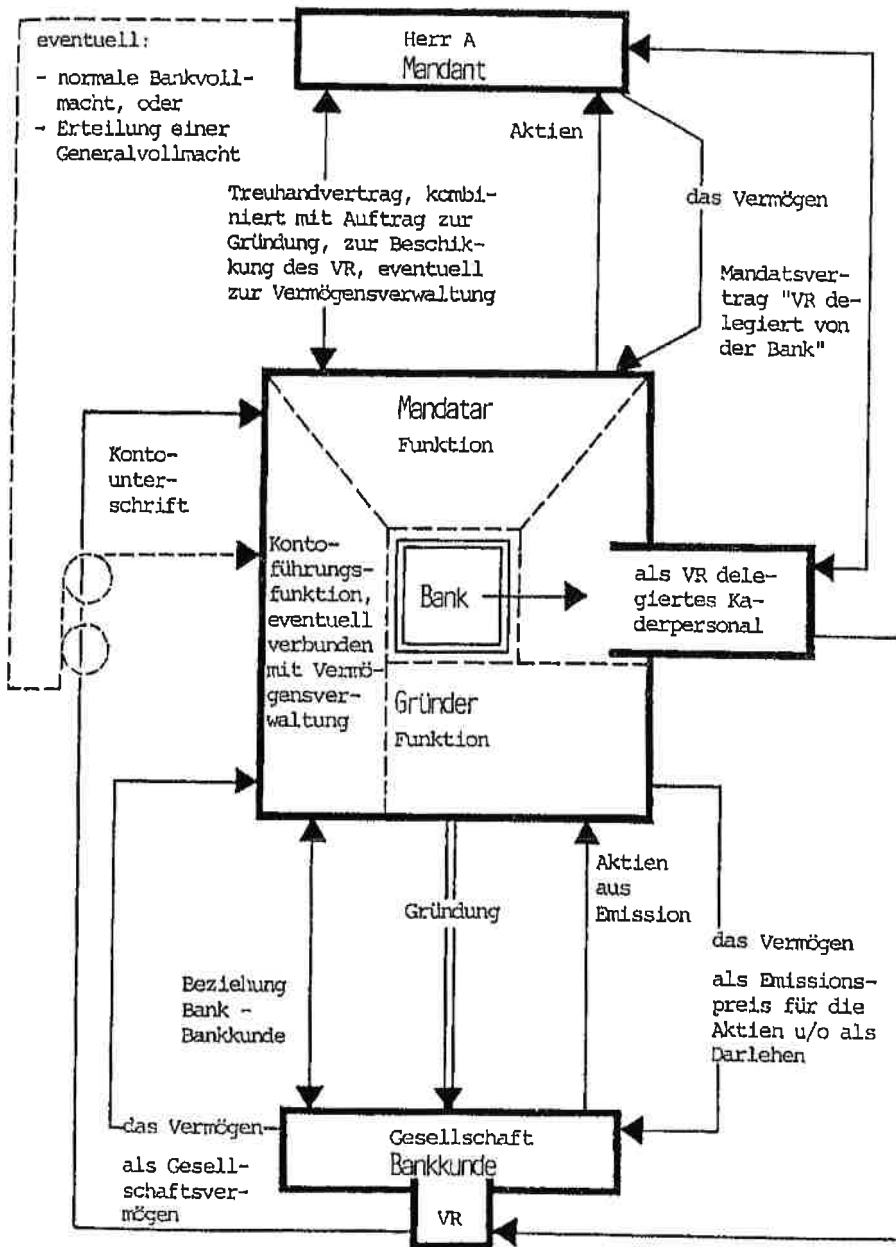 eventuell:
- normale Bankvoll-
macht, oder
- Erteilung einer
Generalvollmacht
Herr A
Mandant
Aktien
Treuhandvertrag, kombi-
niert mit Auftrag zur
Gründung, zur Beschik-
kung des VR, eventuell
zur Vermögensverwaltung
das Vermögen
Mandatsver-
trag "VR de-
legiert von
der Bank"
Mandatar
Funktion
Konto-
unter-
schrift
Konto-
führungs-
funktion,
eventuell
verbunden
mit Vermö-
gensver-
waltung
Bank
als VR dele-
giertes Ka-
derpersonal
Gründer
Funktion
Aktien
aus
Emission
Gründung
das Vermögen
als Emissions-
preis für die
Aktien u/o als
Darlehen
Beziehung
Bank -
Bankkunde
das Vermögen
als Gesell-
schaftsver-
mögen
Gesellschaft
Bankkunde
VR